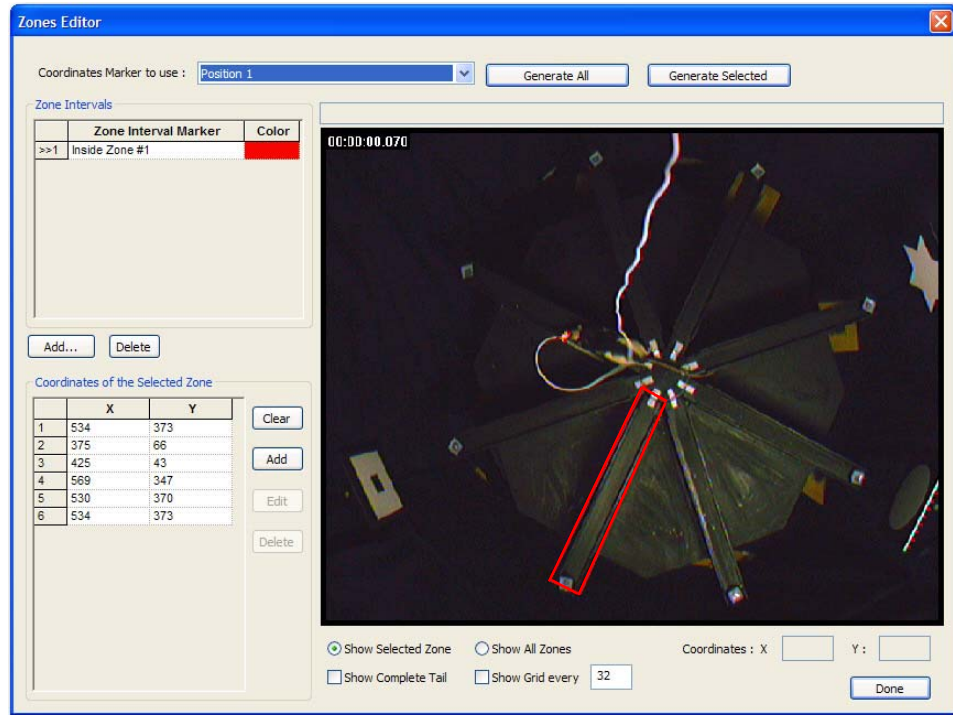 Zones Editor
Coordinates Marker to use : Position 1 Generate All Generate Selected
Zone Intervals
Zone Interval Marker Color
>>1 Inside Zone #1
00:00:00.070
Add... Delete
Coordinates of the Selected Zone
X Y
1 534 373
2 375 66
3 425 43
4 569 347
5 530 370
6 534 373
Clear
Add
Edit
Delete
Show Selected Zone Show All Zones Coordinates : X Y :
Show Complete Tail Show Grid every 32
Done